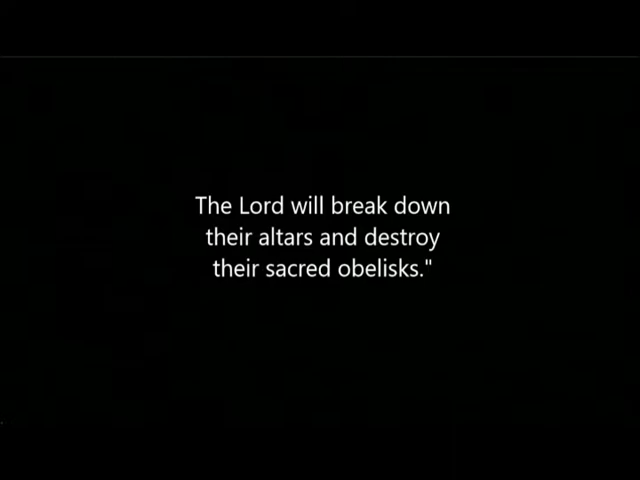 The Lord will break down
their altars and destroy
their sacred obelisks."